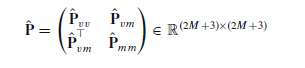 P̂ = ( P̂_vv P̂_vm
P̂_vm^⊤ P̂_mm ) ∈ ℝ^(2M+3)×(2M+3)